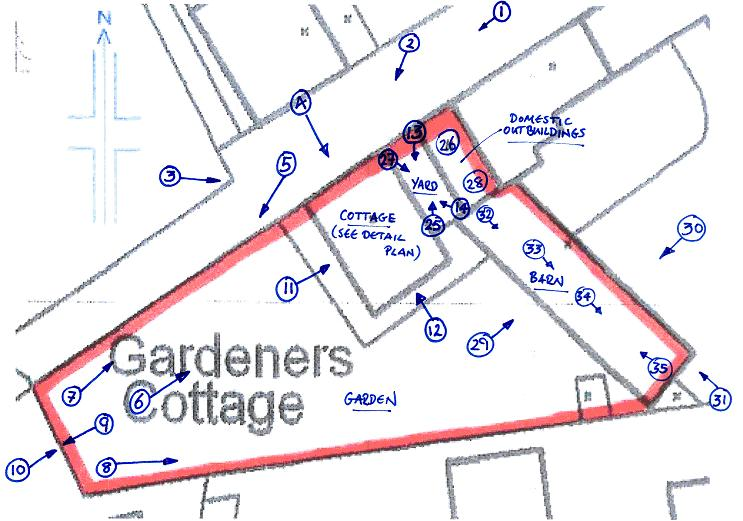 N
1
2
A
3
5
13
27
26
DOMESTIC
OUTBUILDINGS
YARD
28
14
25
32
COTTAGE
(SEE DETAIL
PLAN)
30
33
11
BARN
34
12
29
Gardeners
Cottage
35
7
6
GARDEN
31
9
10
8